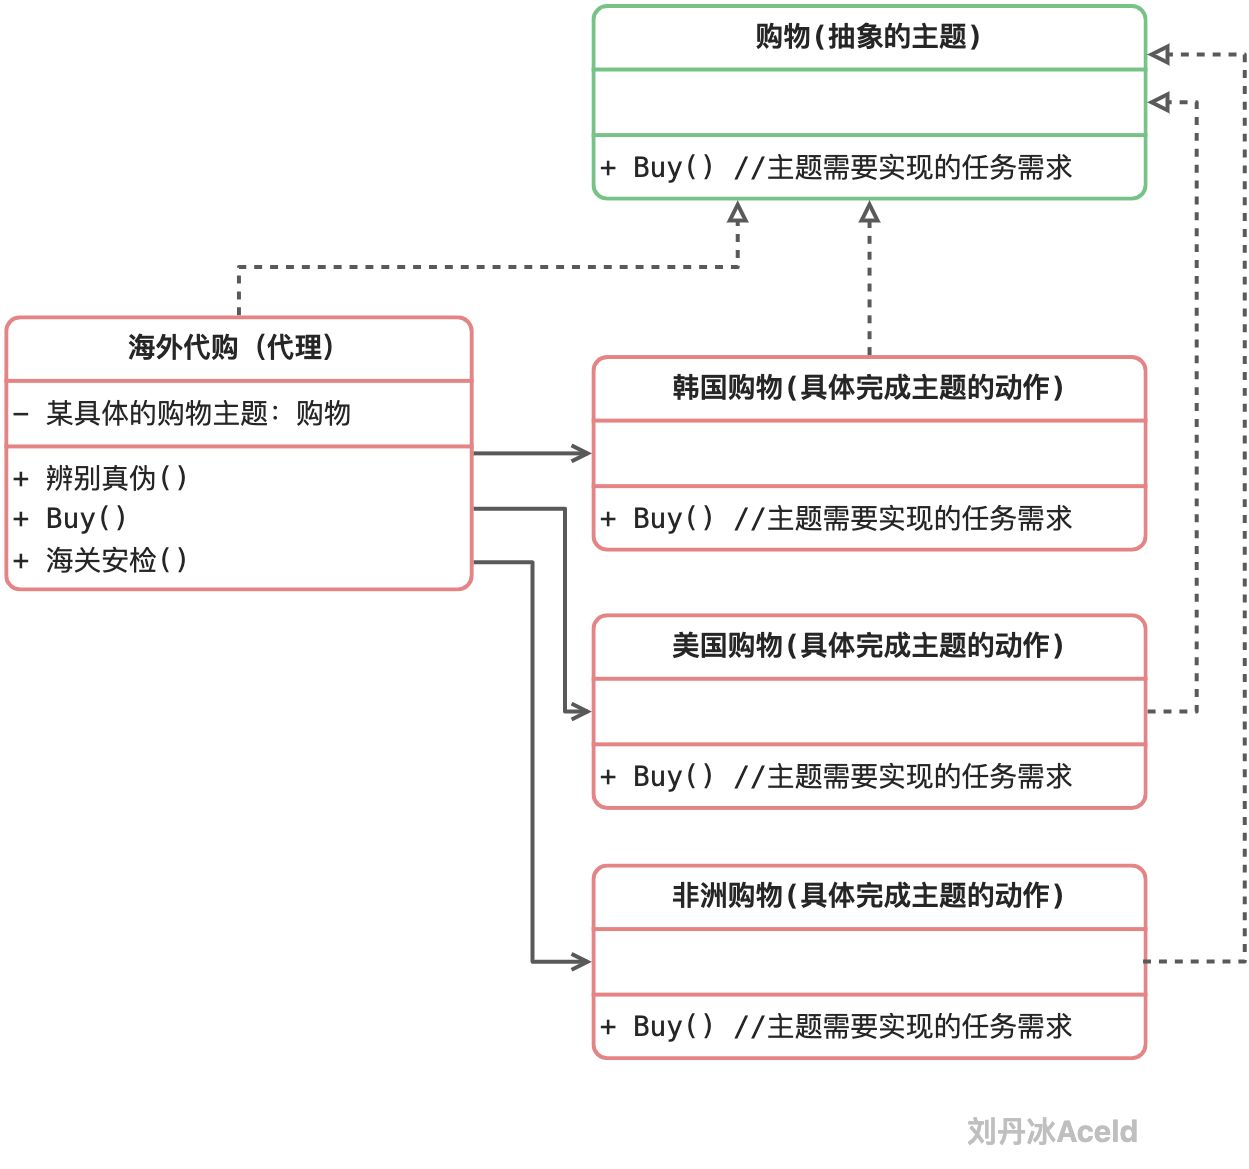 购物(抽象的主题)
+ Buy() //主题需要实现的任务需求
海外代购 (代理)
- 某具体的购物主题: 购物
+ 辨别真伪()
+ Buy()
+ 海关安检()
韩国购物(具体完成主题的动作)
+ Buy() //主题需要实现的任务需求
美国购物(具体完成主题的动作)
+ Buy() //主题需要实现的任务需求
非洲购物(具体完成主题的动作)
+ Buy() //主题需要实现的任务需求
刘丹冰Aceld